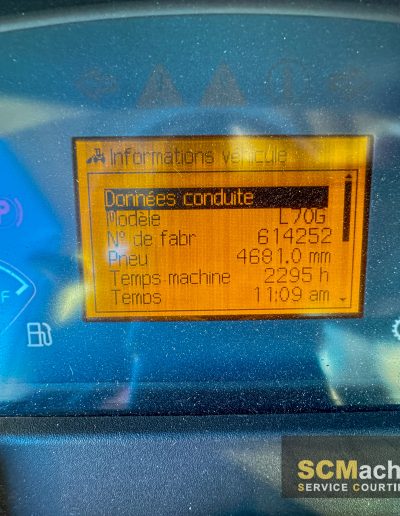 Informations véhicule
Données conduite
Modèle L70G
N° de fabr 614252
Pneu 4681.0 mm
Temps machine 2295 h
Temps 11:09 am
F
SCMach
SERVICE COURTI